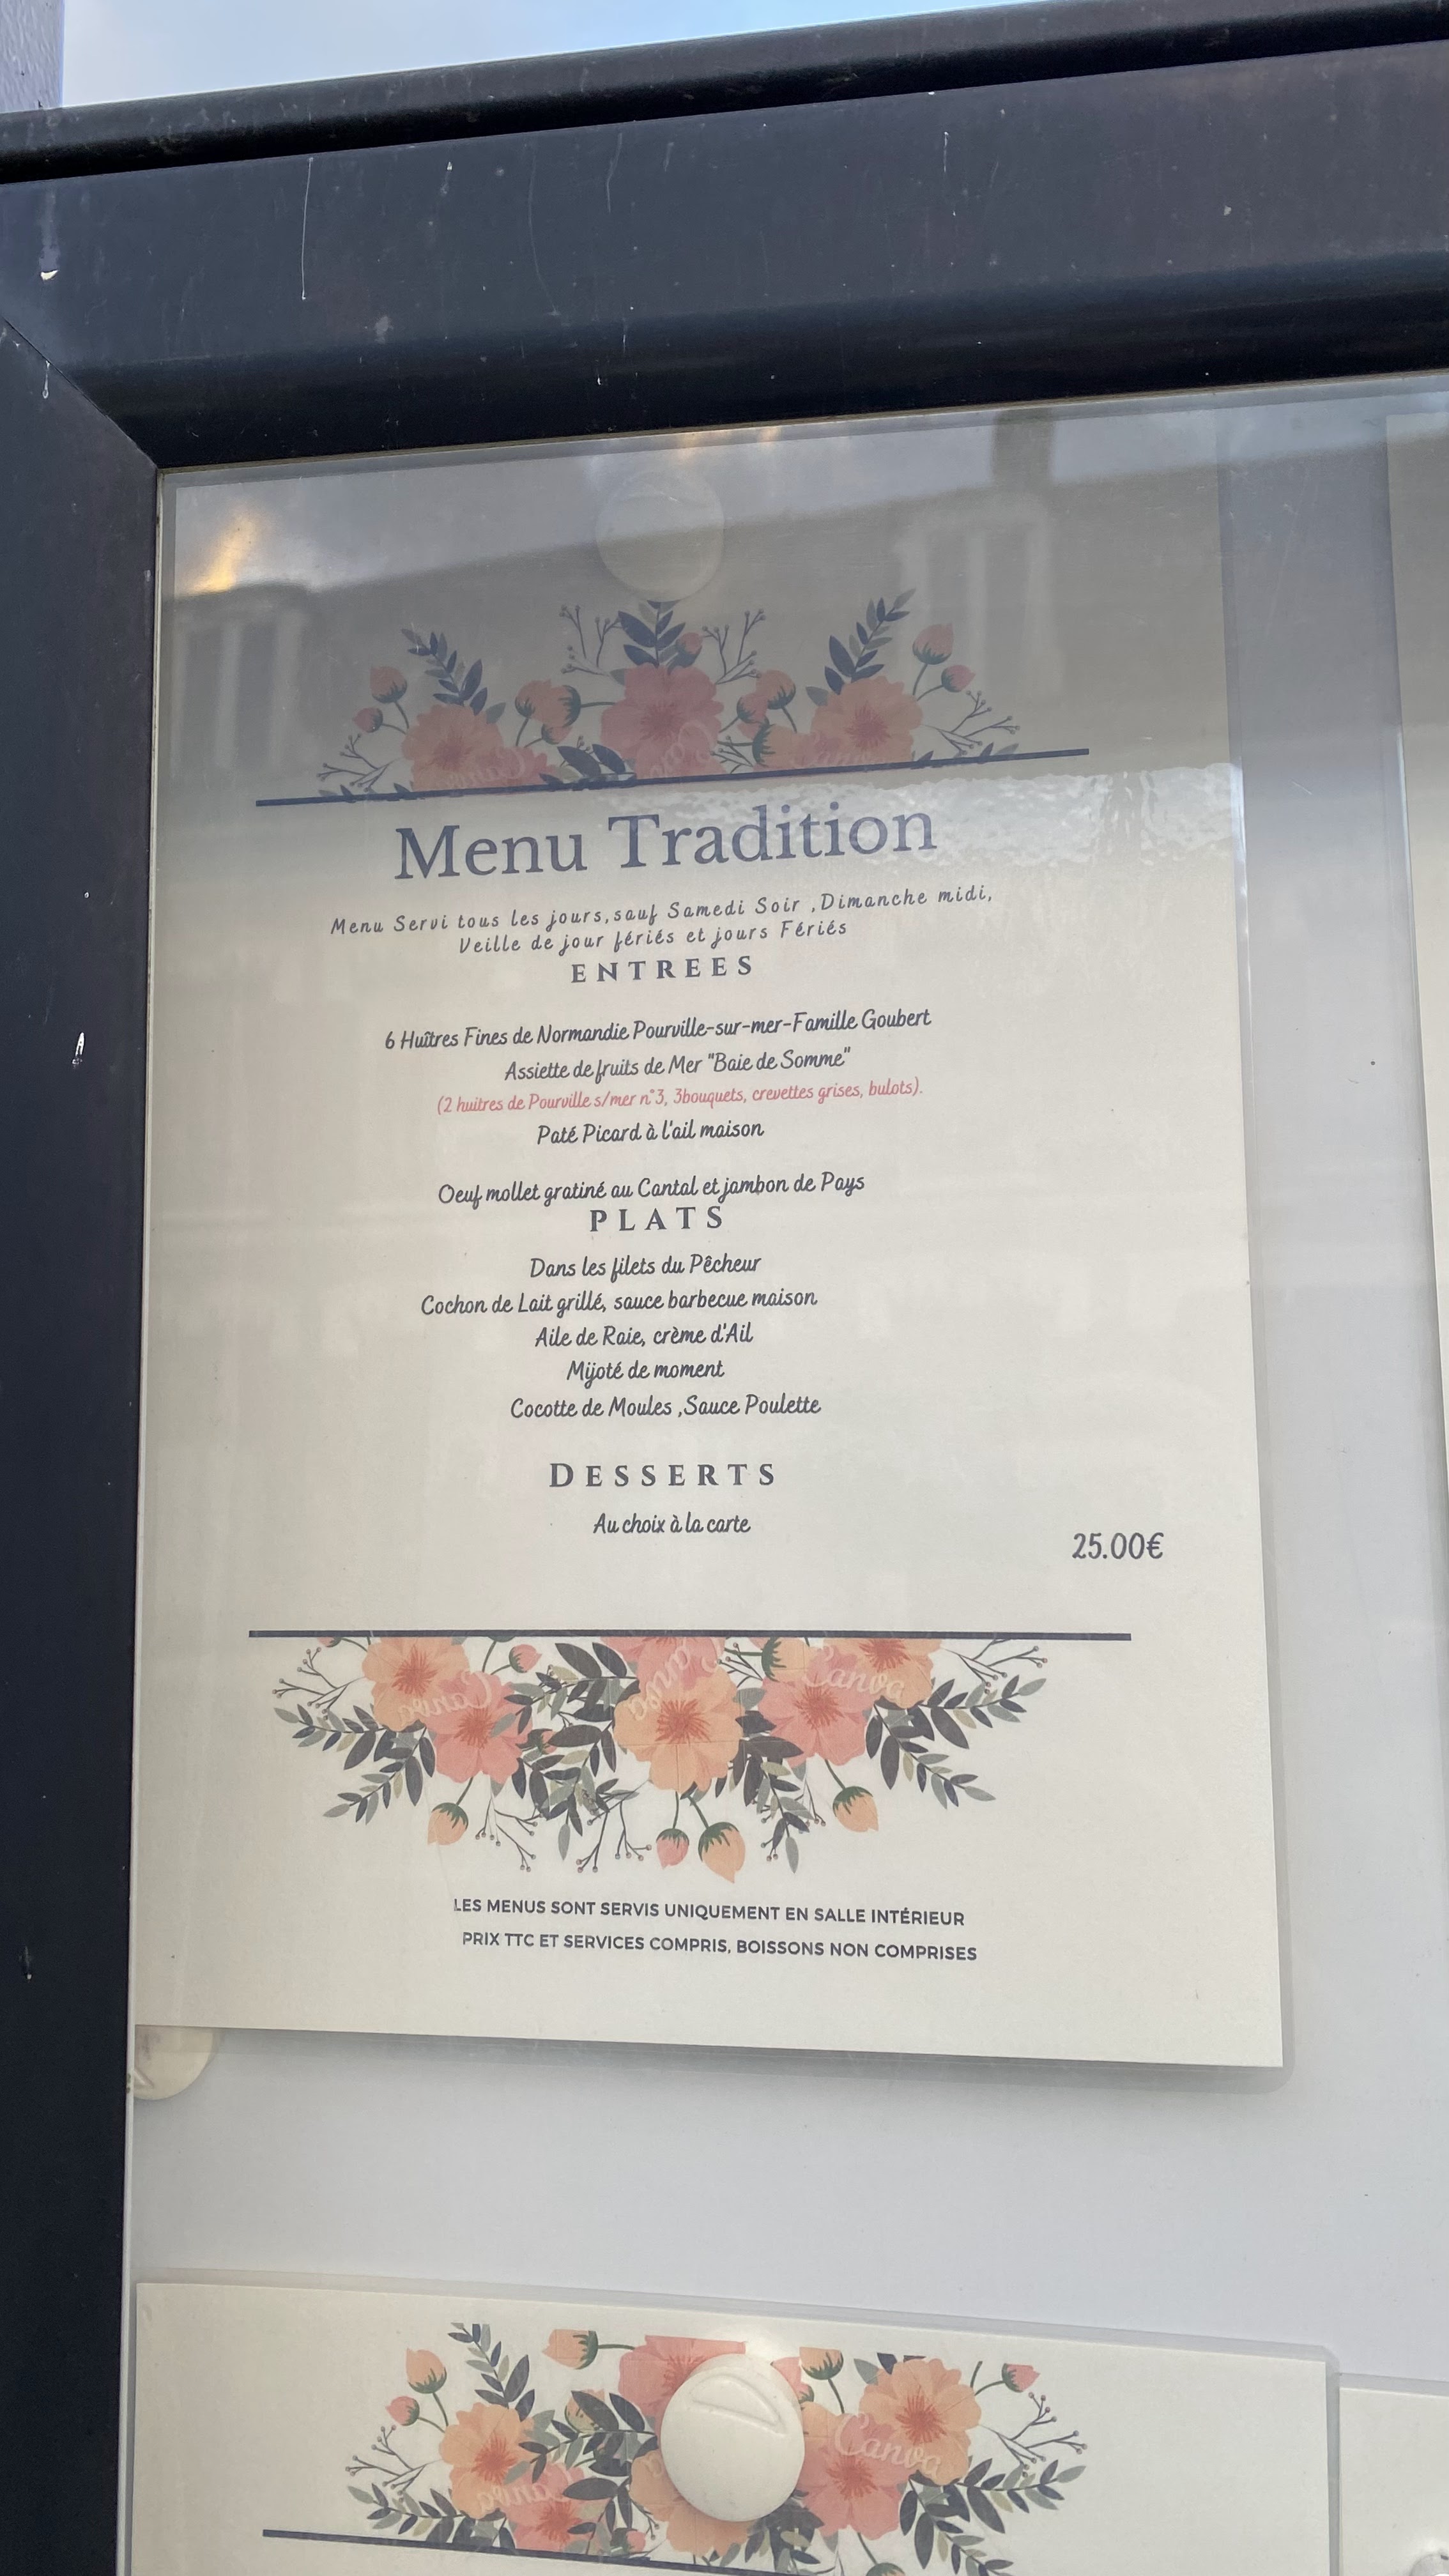 Menu Tradition
Menu Servi tous les jours,sauf Samedi Soir ,Dimanche midi,
Veille de jour fériés et jours Fériés
ENTREES
6 Huîtres Fines de Normandie Pourville-sur-mer-Famille Goubert
Assiette de fruits de Mer "Baie de Somme"
(2 huitres de Pourville s/mer n°3, 3bouquets, crevettes grises, bulots).
Paté Picard à l'ail maison
Oeuf mollet gratiné au Cantal et jambon de Pays
PLATS
Dans les filets du Pêcheur
Cochon de Lait grillé, sauce barbecue maison
Aile de Raie, crème d'Ail
Mijoté de moment
Cocotte de Moules ,Sauce Poulette
DESSERTS
Au choix à la carte
25.00€
Canva
Canva
Canva
LES MENUS SONT SERVIS UNIQUEMENT EN SALLE INTÉRIEUR
PRIX TTC ET SERVICES COMPRIS, BOISSONS NON COMPRISES
Canva
Canva